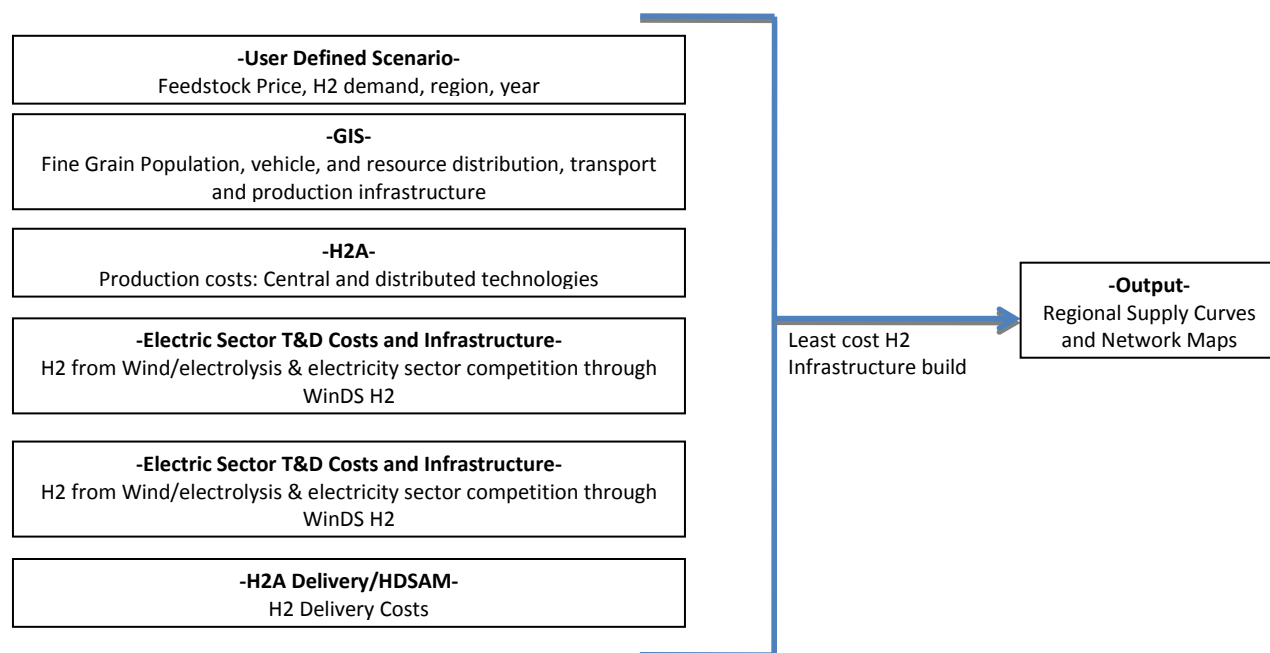 -User Defined Scenario-
Feedstock Price, H2 demand, region, year
-GIS-
Fine Grain Population, vehicle, and resource distribution, transport
and production infrastructure
-H2A-
Production costs: Central and distributed technologies
-Electric Sector T&D Costs and Infrastructure-
H2 from Wind/electrolysis & electricity sector competition through
WinDS H2
-Electric Sector T&D Costs and Infrastructure-
H2 from Wind/electrolysis & electricity sector competition through
WinDS H2
-H2A Delivery/HDSAM-
H2 Delivery Costs
Least cost H2
Infrastructure build
-Output-
Regional Supply Curves
and Network Maps